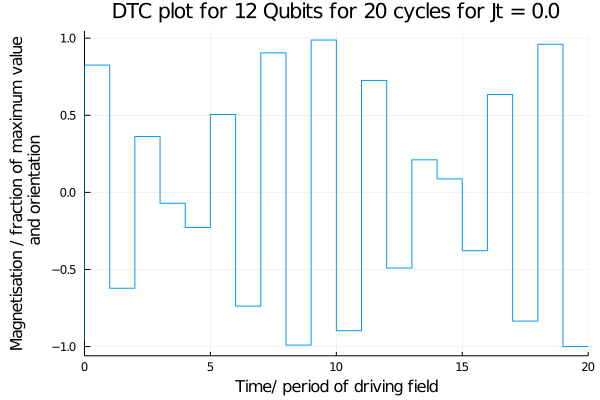 DTC plot for 12 Qubits for 20 cycles for Jt = 0.0
Magnetisation / fraction of maximum value
and orientation
1.0
0.5
0.0
−0.5
−1.0
0
5
10
15
20
Time/ period of driving field